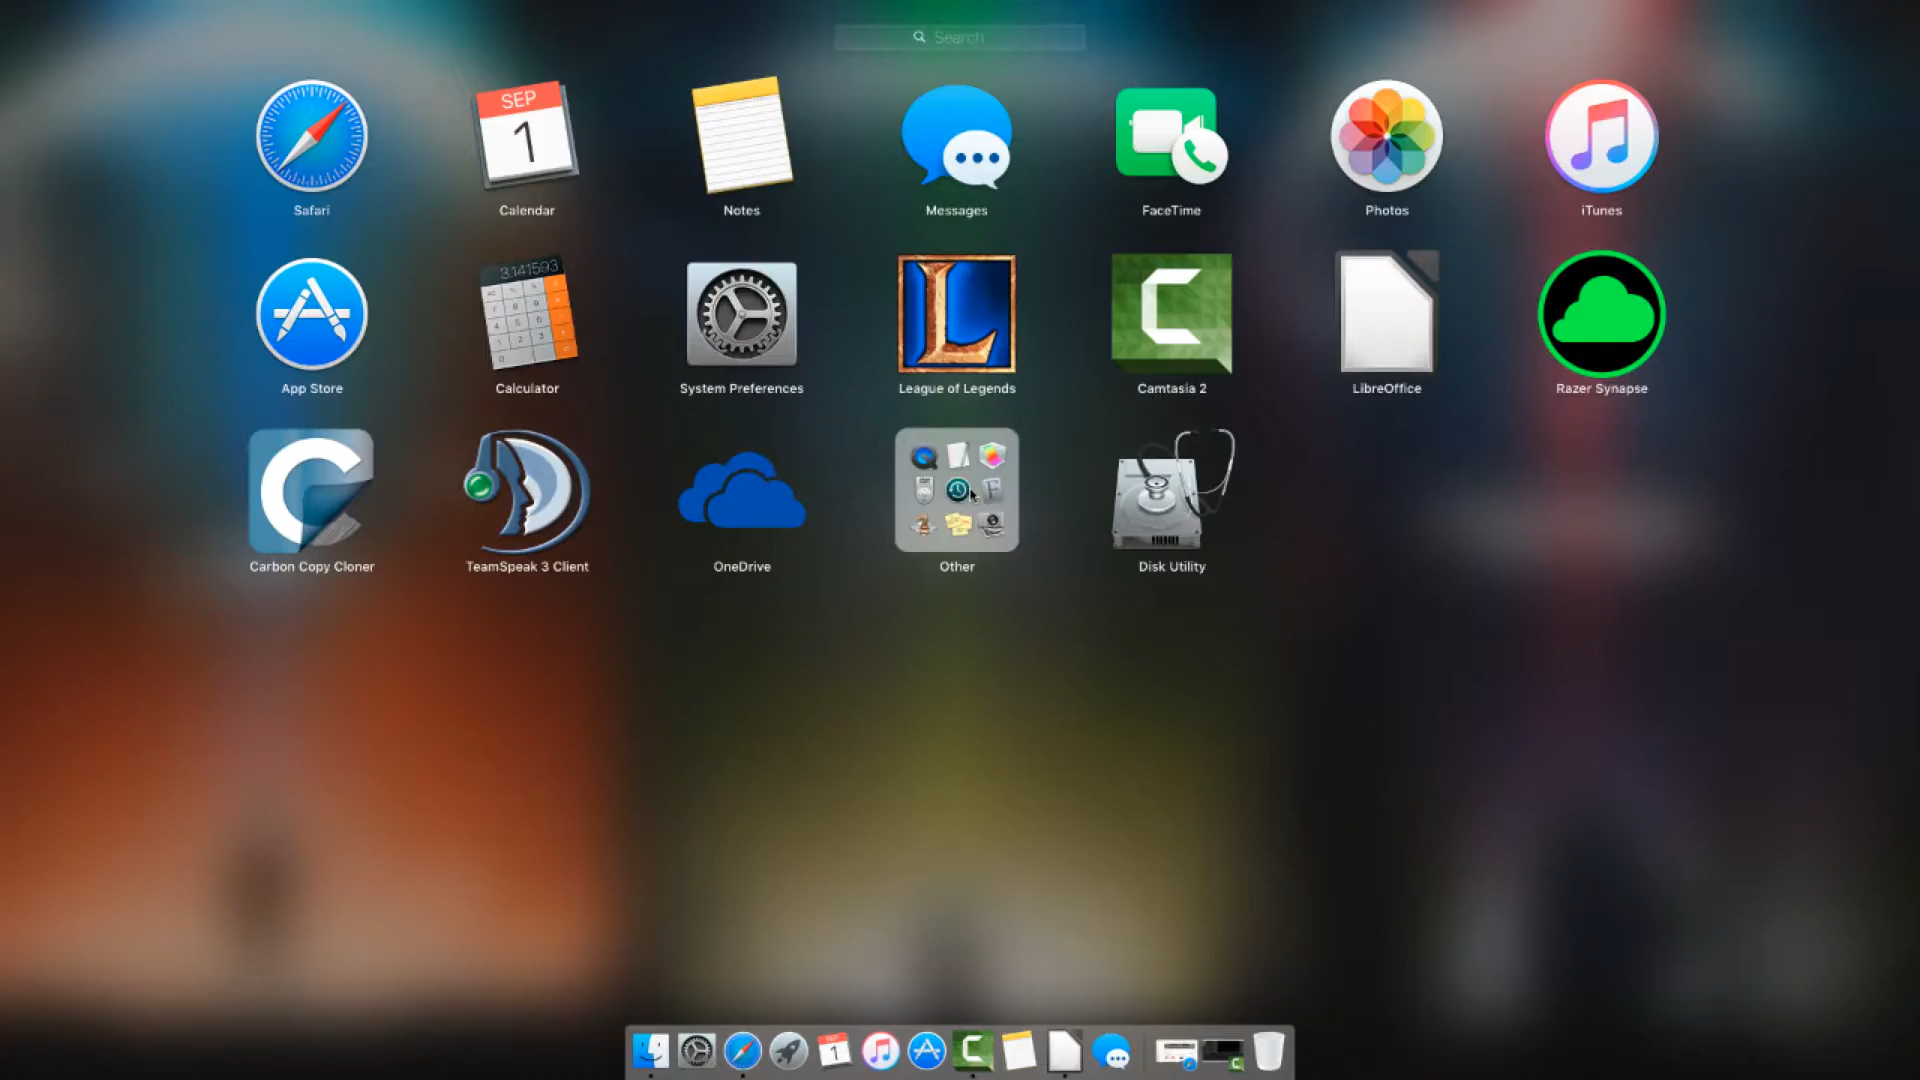 Search
SEP
1
Safari
Calendar
Notes
Messages
FaceTime
Photos
iTunes
3.141593
App Store
Calculator
System Preferences
League of Legends
Camtasia 2
LibreOffice
Razer Synapse
Carbon Copy Cloner
TeamSpeak 3 Client
OneDrive
Other
Disk Utility
1